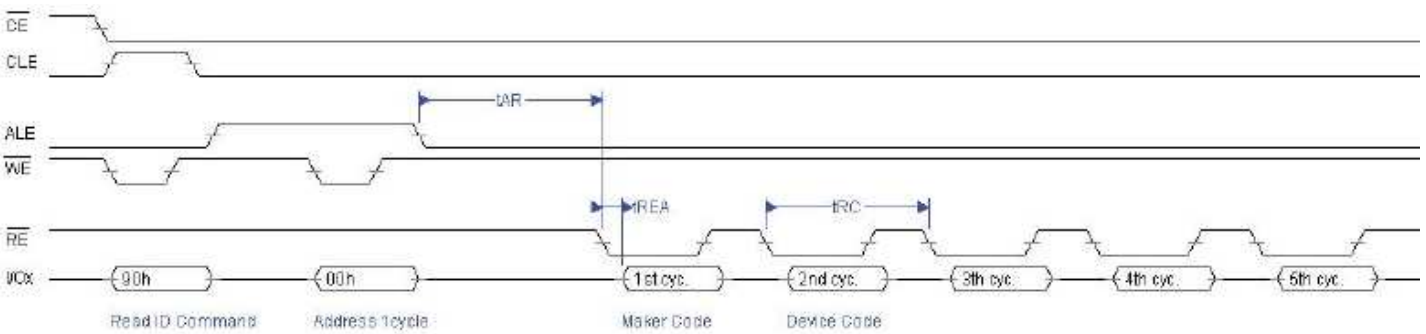 CE
CLE
tAR
ALE
WE
tREA
tRC
RE
I/Ox 90h 00h 1st cyc. 2nd cyc. 3th cyc. 4th cyc. 5th cyc.
Read ID Command Address 1cycle Maker Code Device Code